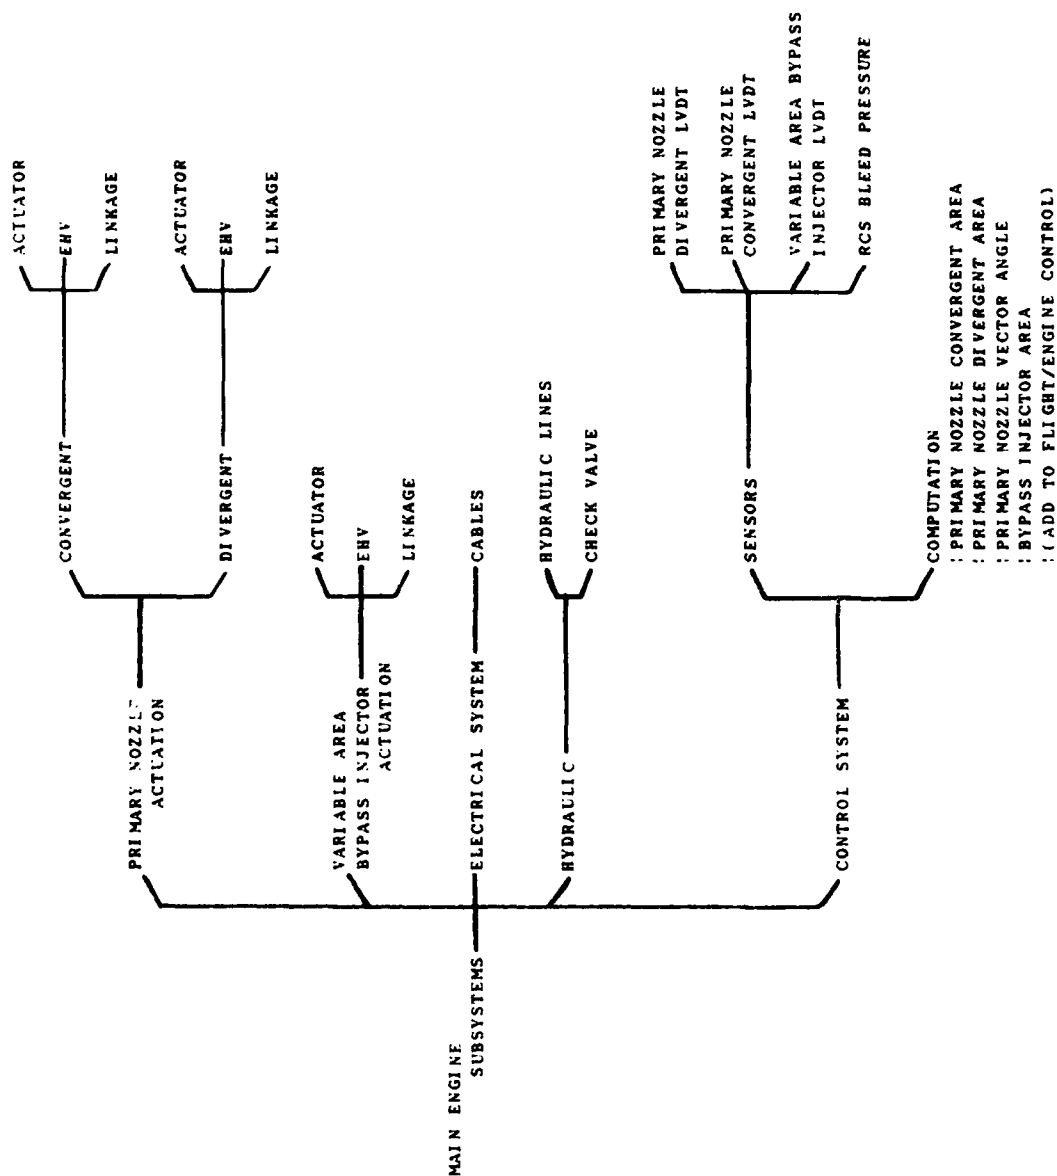 MAIN ENGINE
SUBSYSTEMS
PRIMARY NOZZLE
ACTUATION
CONVERGENT
ACTUATOR
EHV
LINKAGE
DIVERGENT
ACTUATOR
EHV
LINKAGE
VARIABLE AREA
BYPASS INJECTOR
ACTUATION
ACTUATOR
EHV
LINKAGE
ELECTRICAL SYSTEM
CABLES
HYDRAULIC
HYDRAULIC LINES
CHECK VALVE
CONTROL SYSTEM
SENSORS
PRIMARY NOZZLE
DIVERGENT LVDT
PRIMARY NOZZLE
CONVERGENT LVDT
VARIABLE AREA BYPASS
INJECTOR LVDT
RCS BLEED PRESSURE
COMPUTATION
: PRIMARY NOZZLE CONVERGENT AREA
: PRIMARY NOZZLE DIVERGENT AREA
: PRIMARY NOZZLE VECTOR ANGLE
: BYPASS INJECTOR AREA
: (ADD TO FLIGHT/ENGINE CONTROL)